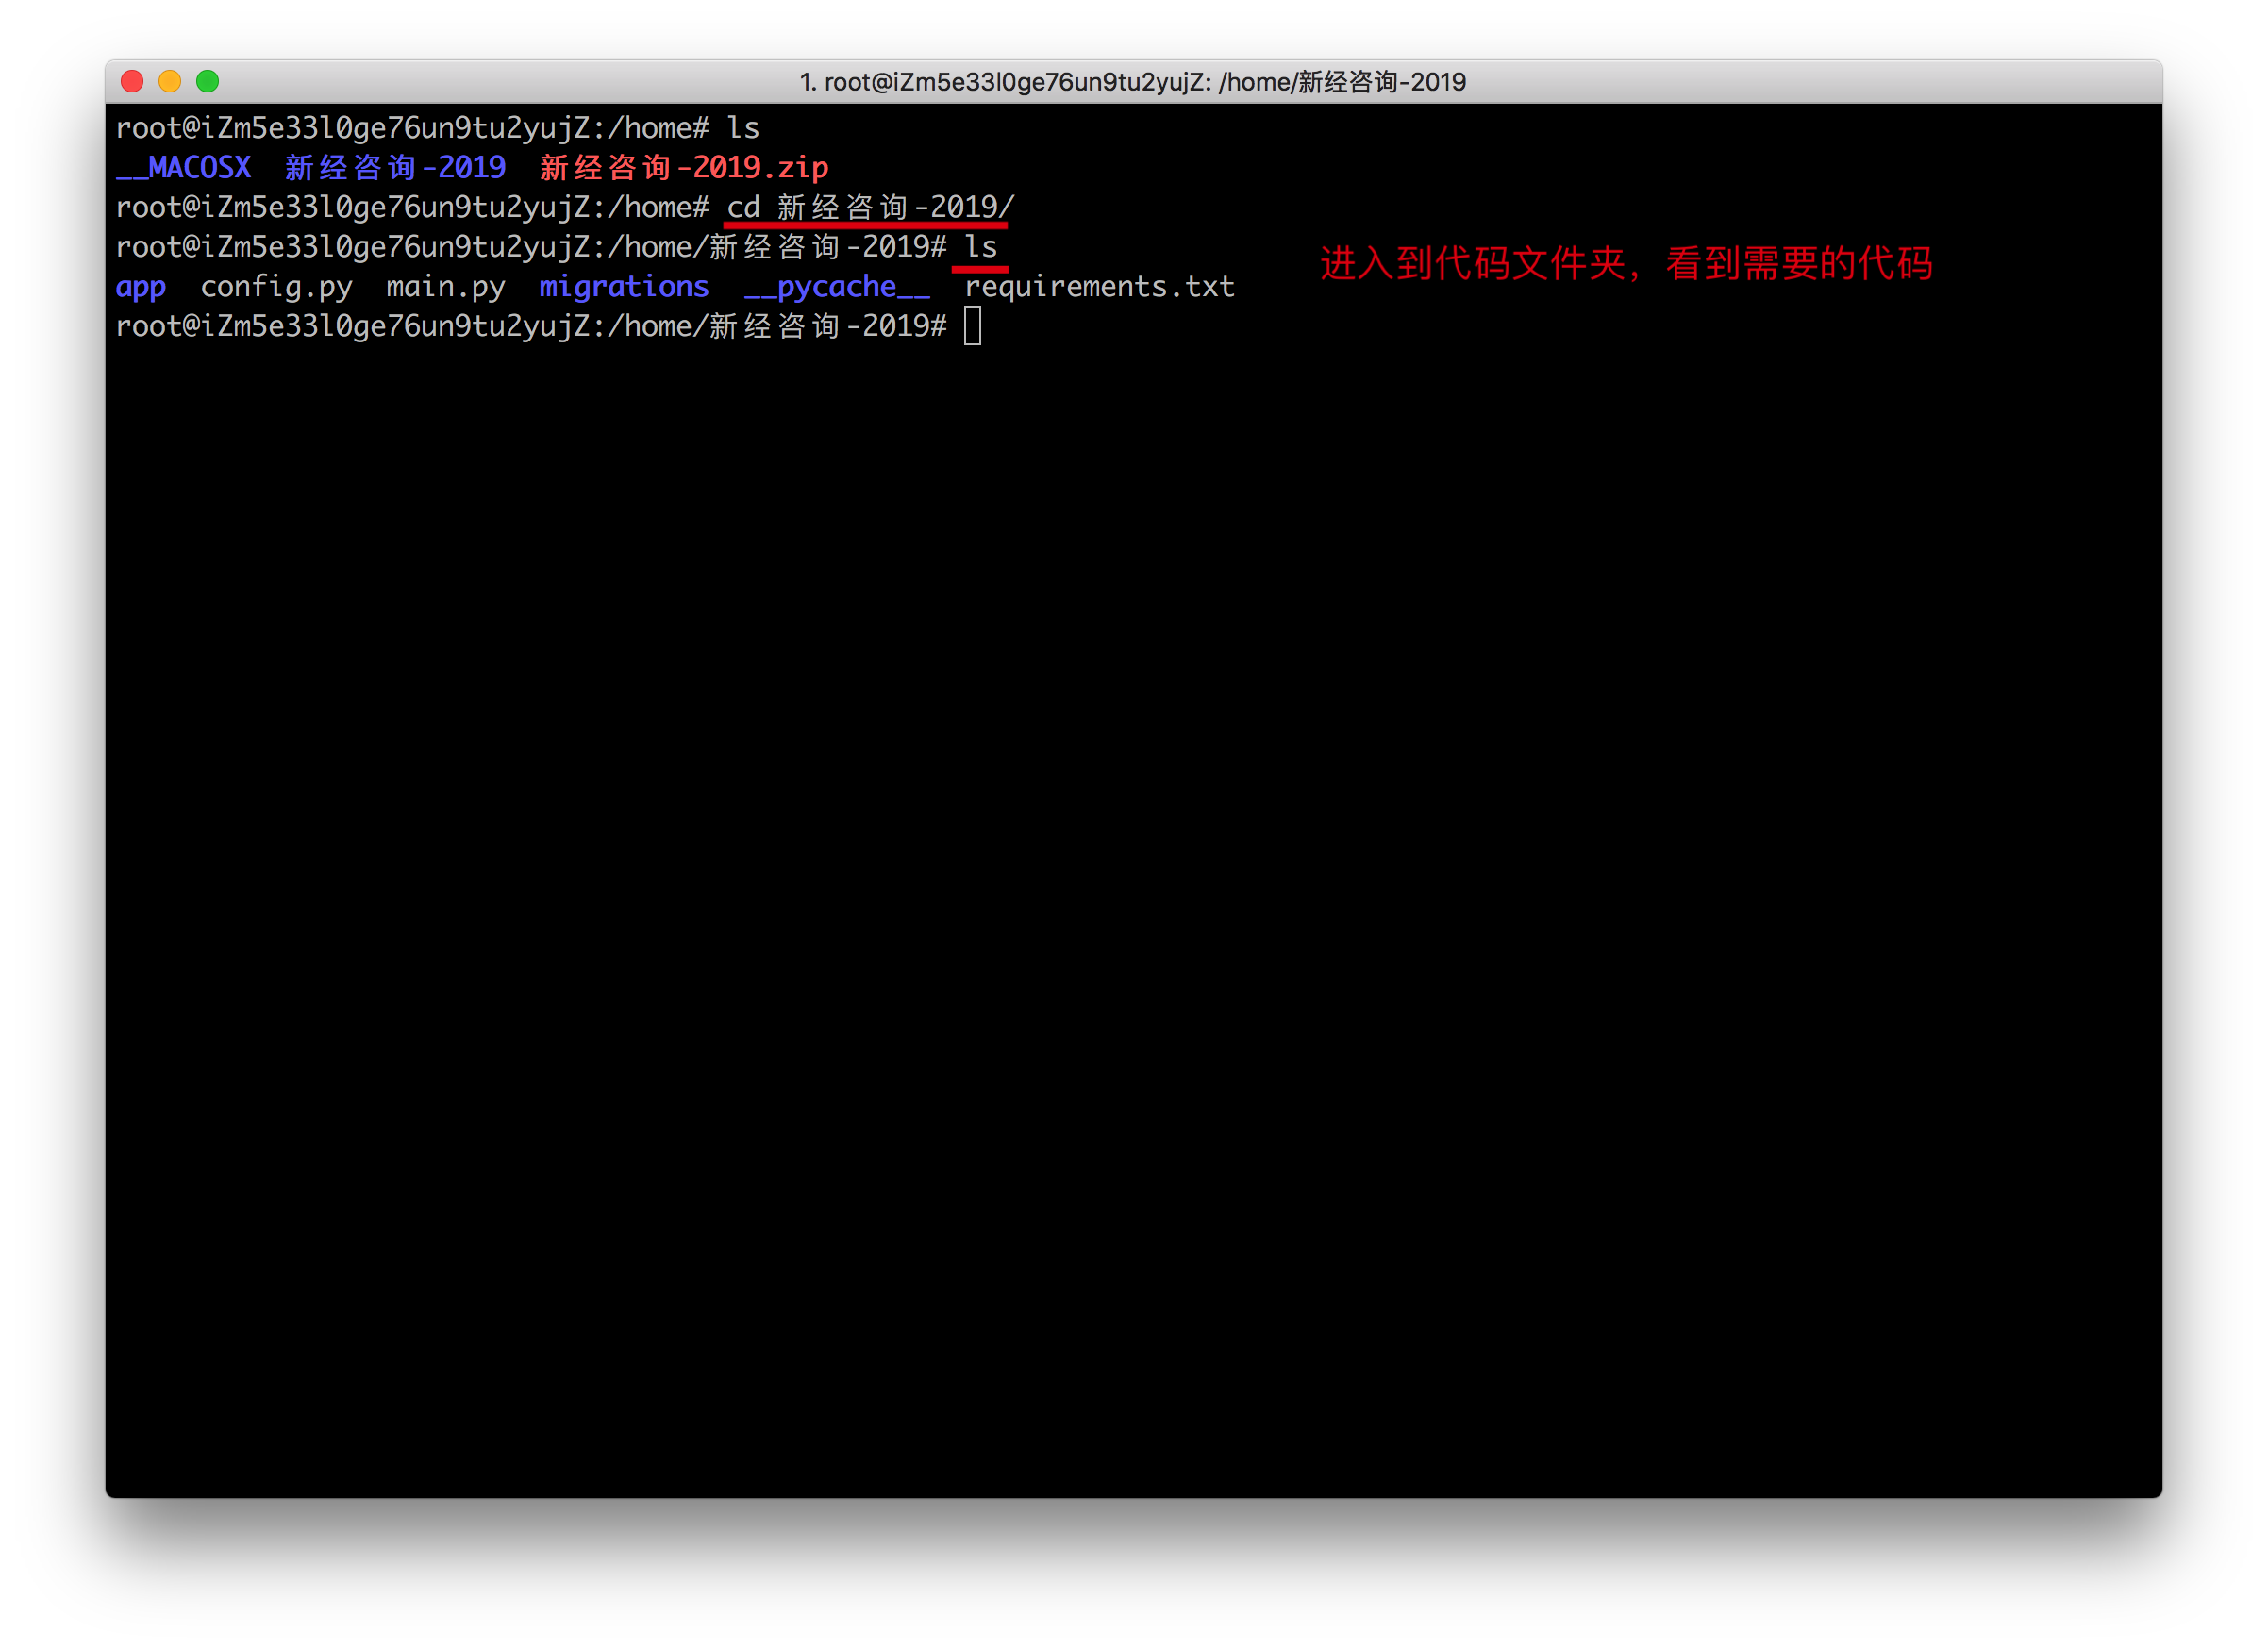 1. root@iZm5e33l0ge76un9tu2yujZ: /home/新经咨询-2019
root@iZm5e33l0ge76un9tu2yujZ:/home# ls
__MACOSX  新经咨询-2019  新经咨询-2019.zip
root@iZm5e33l0ge76un9tu2yujZ:/home# cd 新经咨询-2019/
root@iZm5e33l0ge76un9tu2yujZ:/home/新经咨询-2019# ls
进入到代码文件夹，看到需要的代码
app  config.py  main.py  migrations  __pycache__  requirements.txt
root@iZm5e33l0ge76un9tu2yujZ:/home/新经咨询-2019#